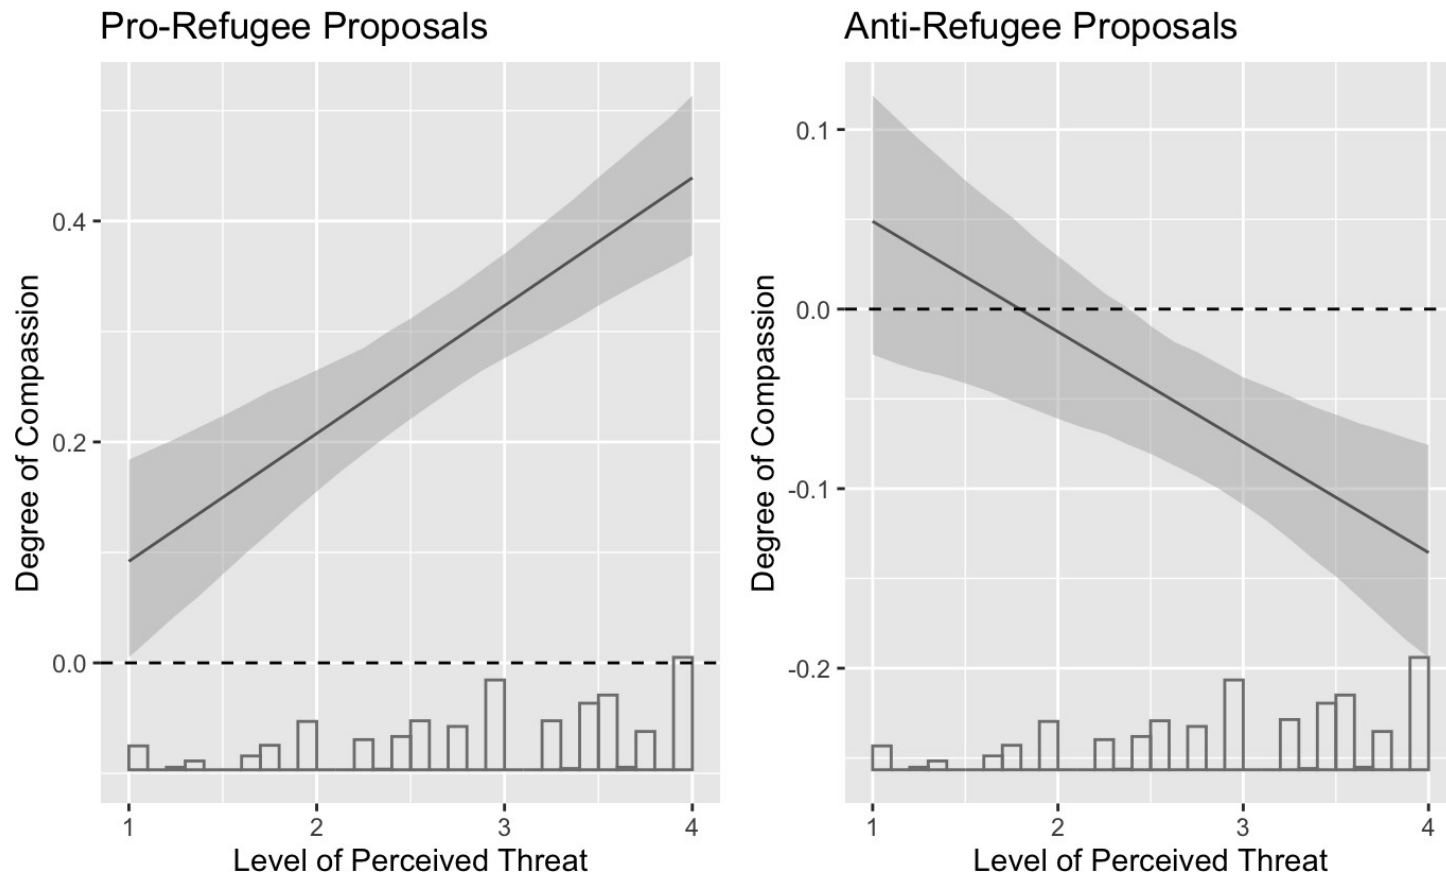 Pro-Refugee Proposals
Degree of Compassion
0.4
0.2
0.0
1 2 3 4
Level of Perceived Threat
Anti-Refugee Proposals
Degree of Compassion
0.1
0.0
-0.1
-0.2
1 2 3 4
Level of Perceived Threat